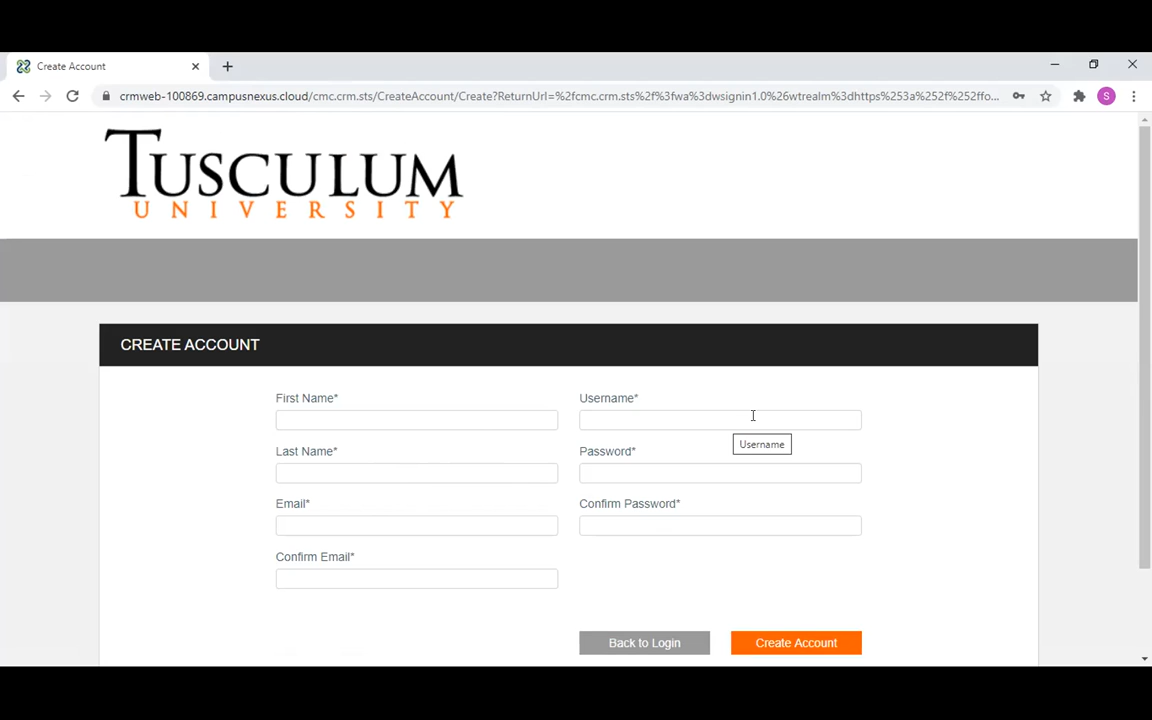 Create Account
crmweb-100869.campusnexus.cloud/cmc.crm.sts/CreateAccount/Create?ReturnUrl=%2fcmc.crm.sts%2f%3fwa%3dwsignin1.0%26wtrealm%3dhttps%253a%252f%252ffo...
S
TUSCULUM
UNIVERSITY
CREATE ACCOUNT
First Name*
Username*
Username
Last Name*
Password*
Email*
Confirm Password*
Confirm Email*
Back to Login
Create Account